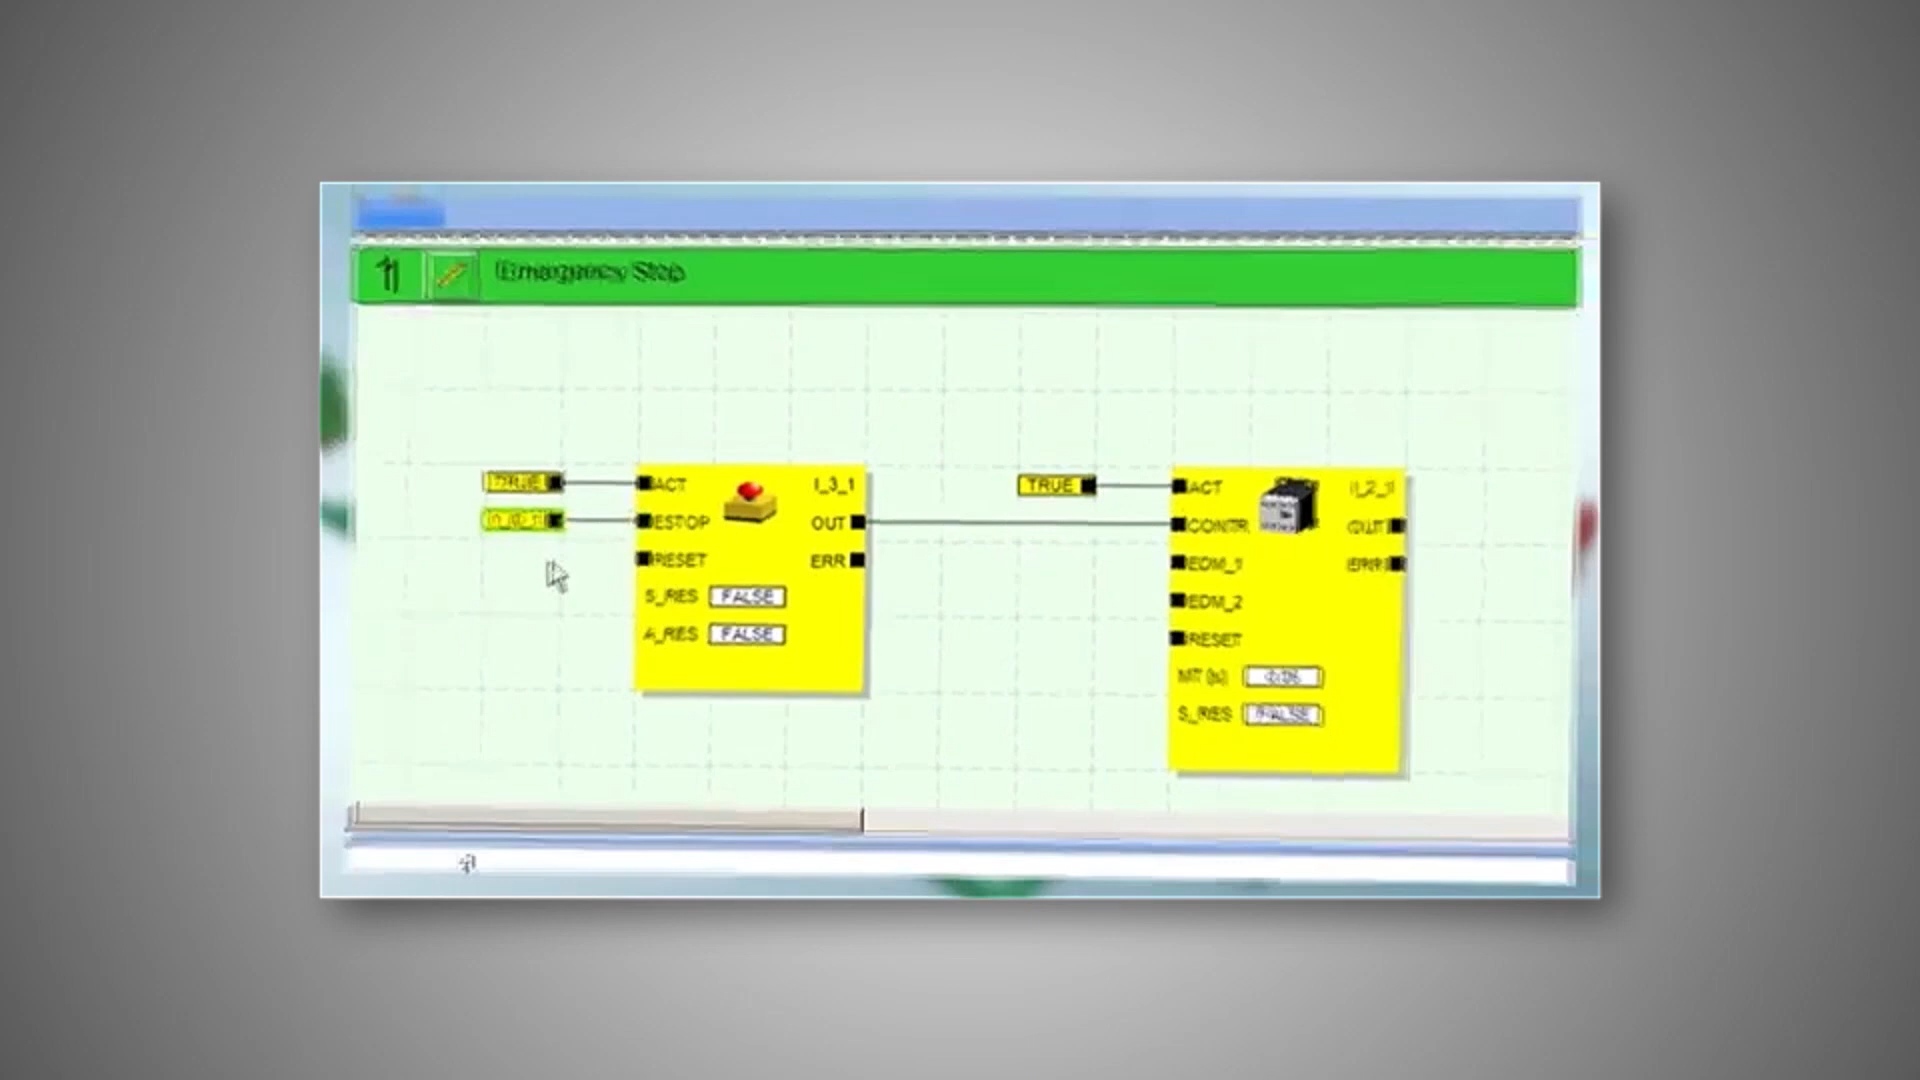 Emergency Stop
TRUE ACT I_3_1 TRUE ACT I_2_1
ESTOP OUT CONTR. OUT
RESET ERR EDM_1 ERR
S_RES FALSE EDM_2
A_RES FALSE RESET
MT (s)
S_RES FALSE